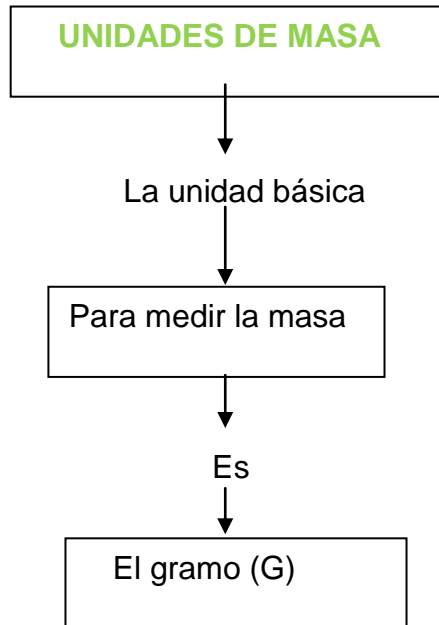 UNIDADES DE MASA
La unidad básica
Para medir la masa
Es
El gramo (G)